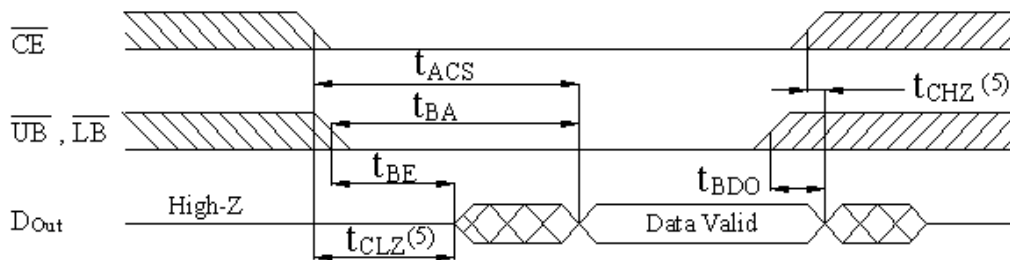 CE
tACS
tCHZ(5)
UB , LB
tBA
tBE
tBDO
DOut
High-Z
Data Valid
tCLZ(5)